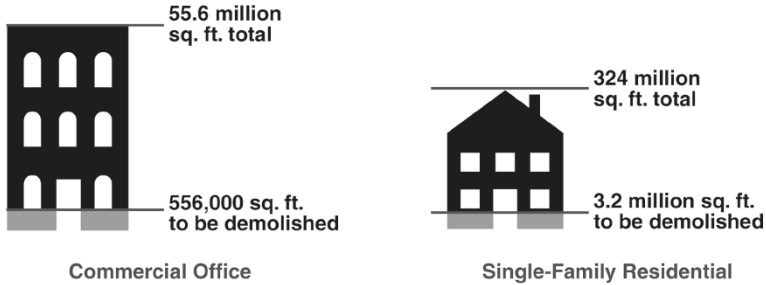 55.6 million
sq. ft. total
556,000 sq. ft.
to be demolished
Commercial Office
324 million
sq. ft. total
3.2 million sq. ft.
to be demolished
Single-Family Residential